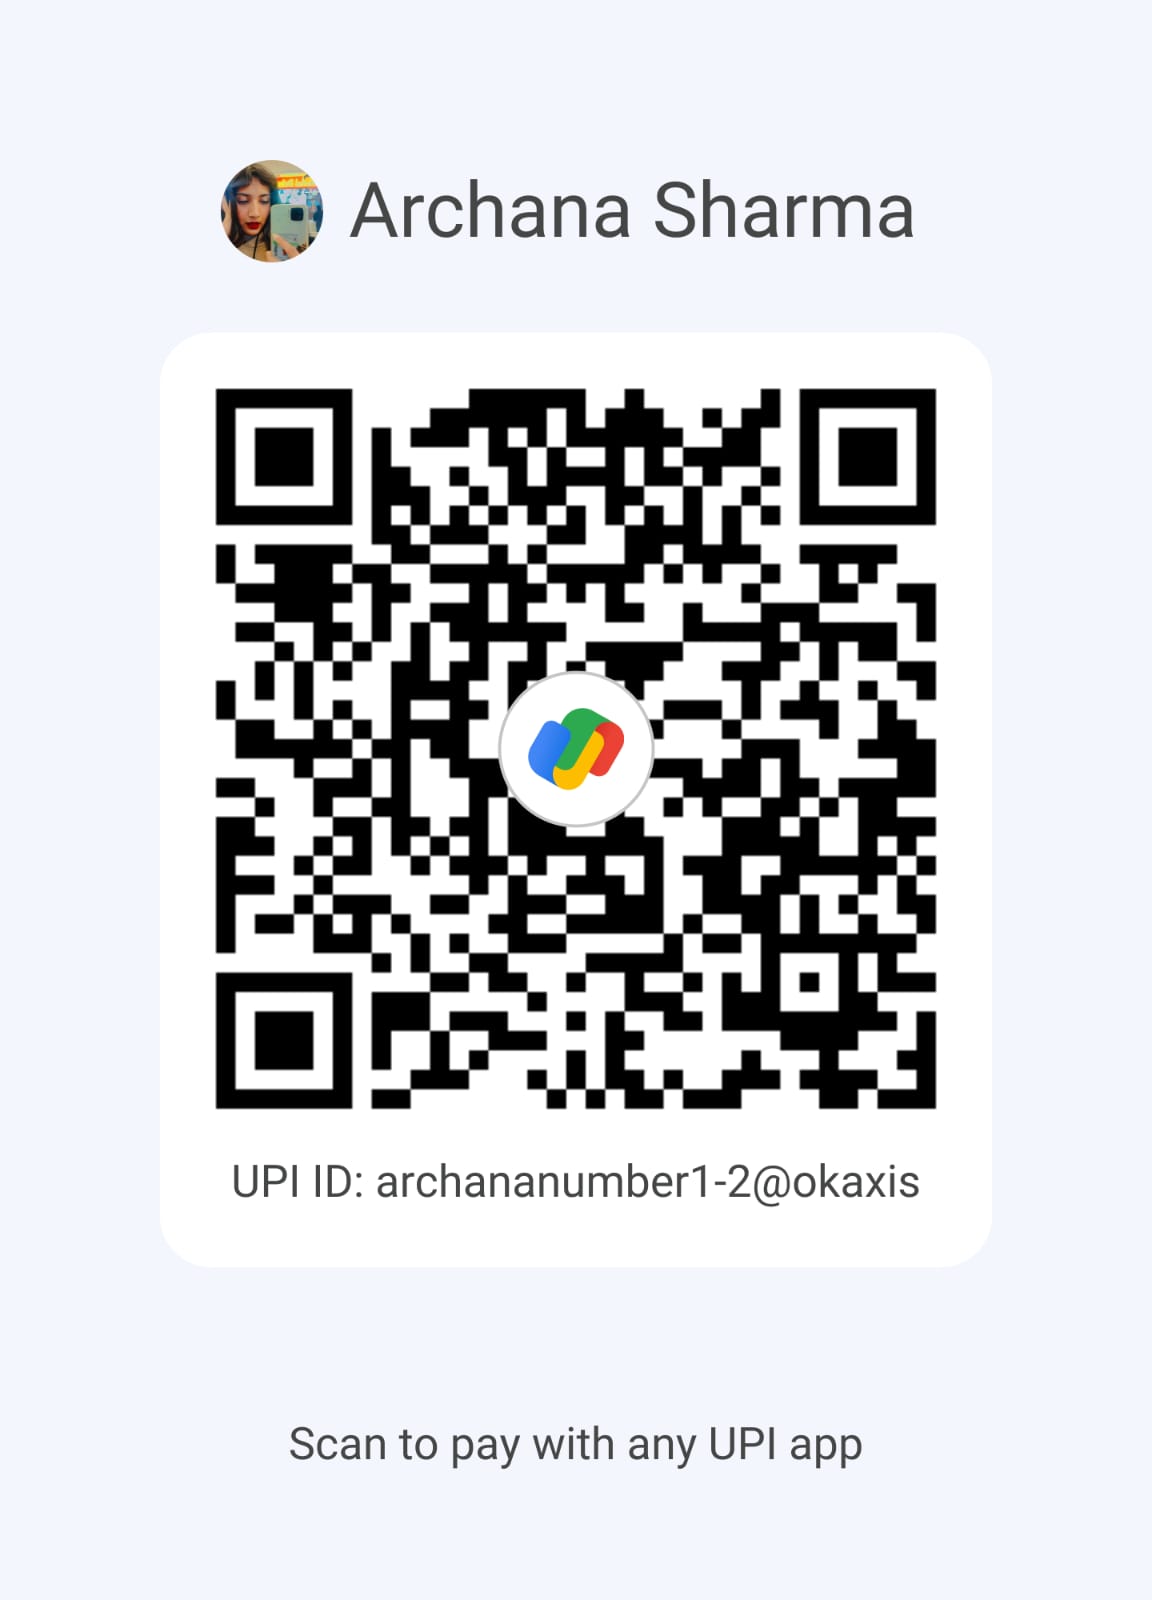 Archana Sharma
UPI ID: archananumber1-2@okaxis
Scan to pay with any UPI app